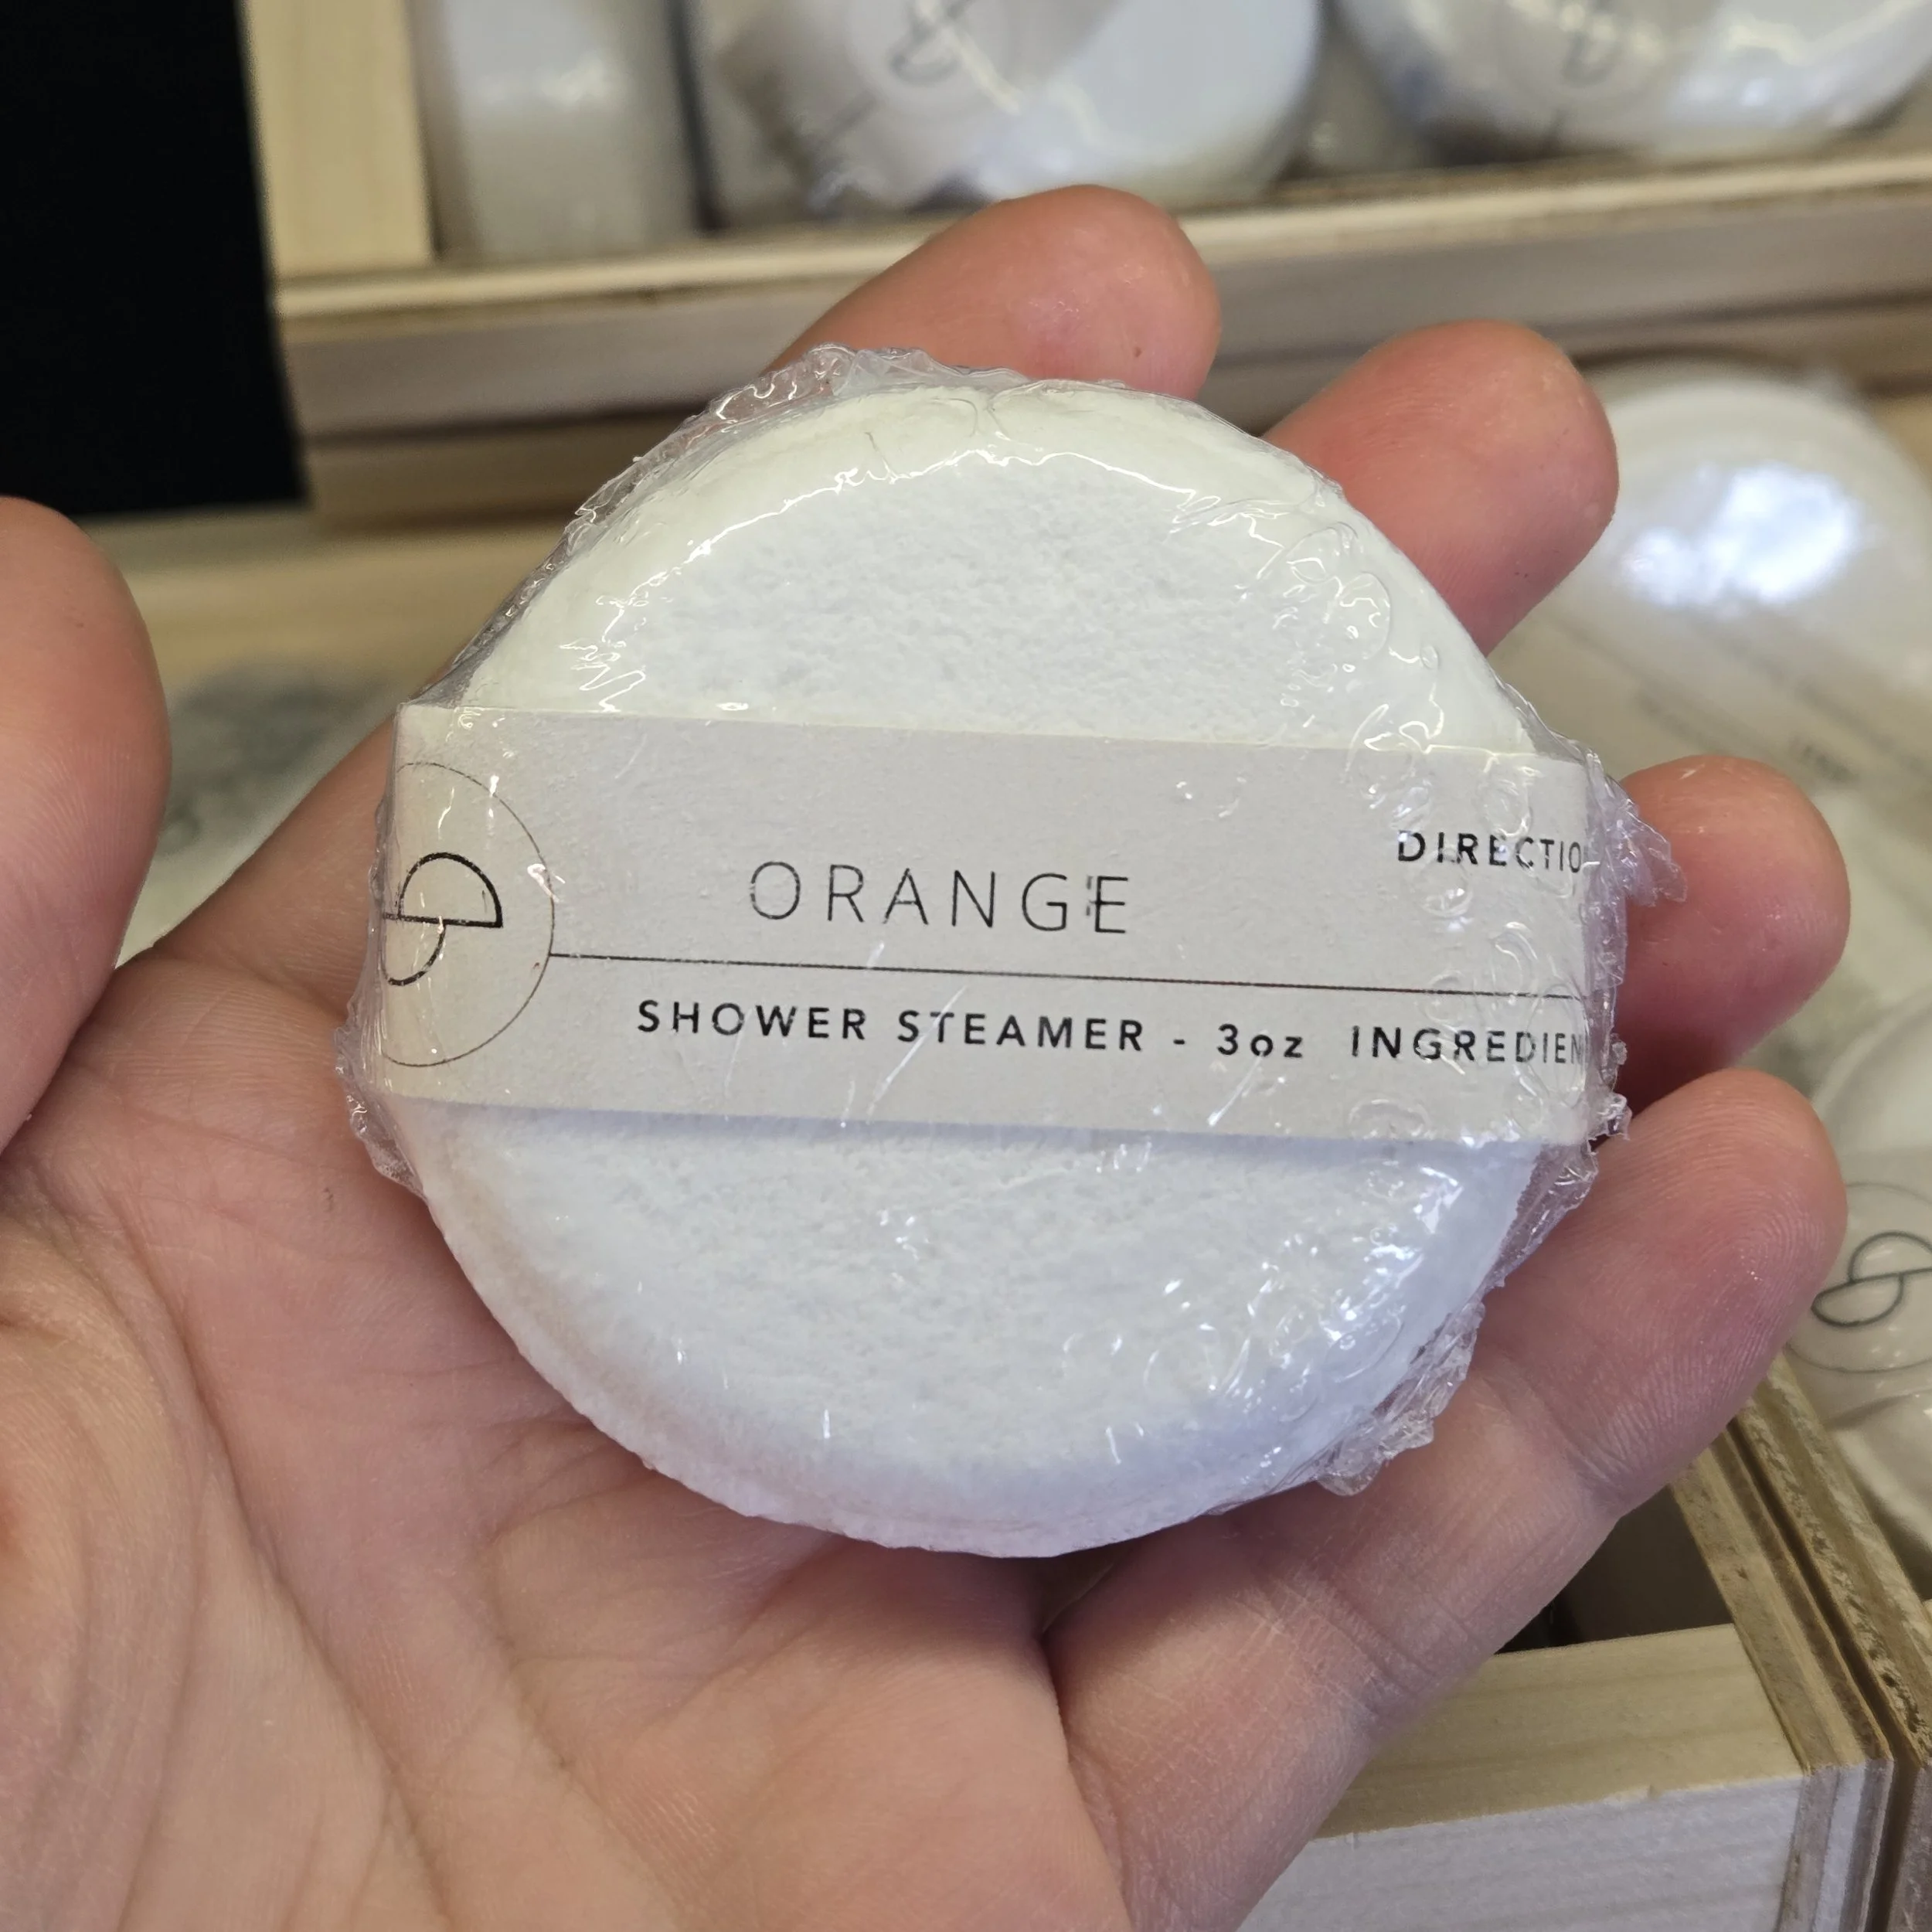 ORANGE
SHOWER STEAMER - 3oz
DIRECTIO
INGREDIEN